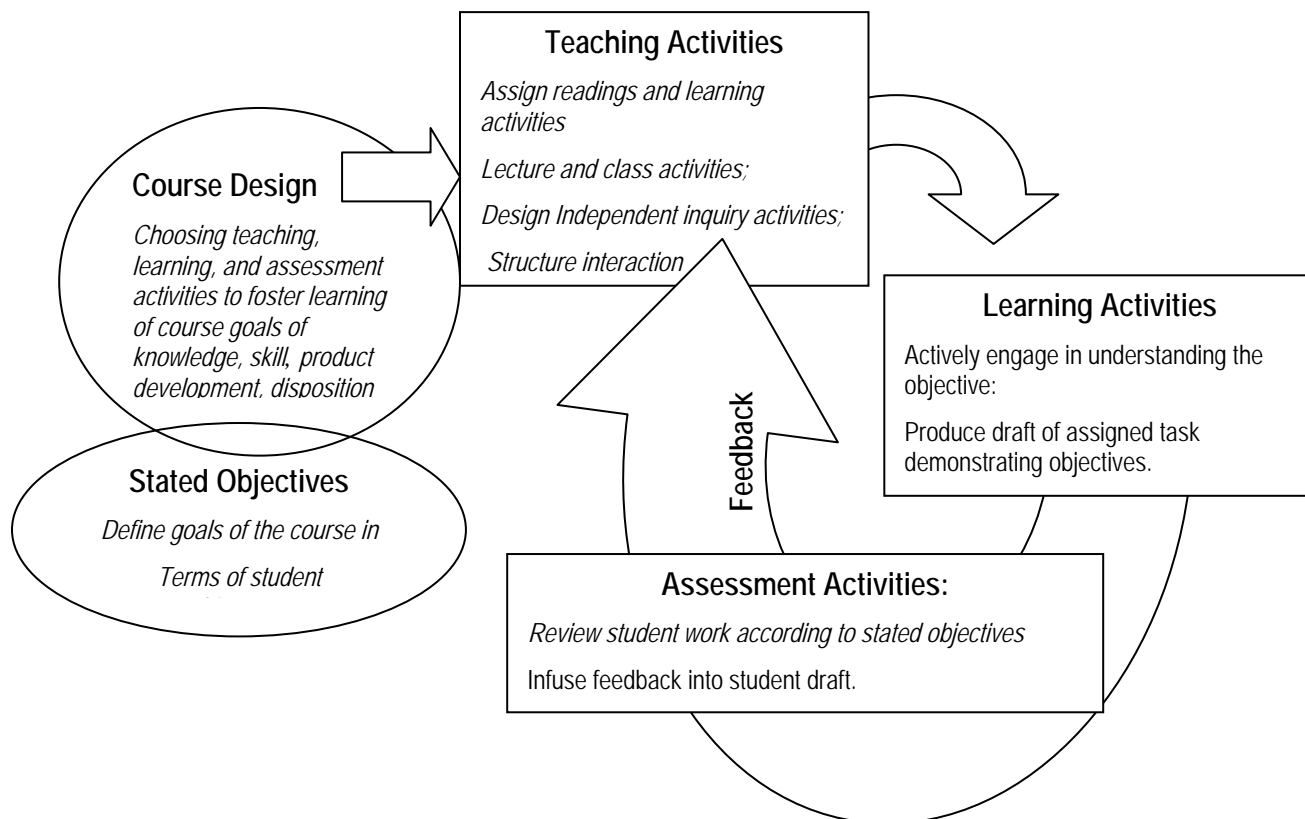 Teaching Activities
Assign readings and learning
activities
Lecture and class activities;
Design Independent inquiry activities;
Structure interaction
Course Design
Choosing teaching,
learning, and assessment
activities to foster learning
of course goals of
knowledge, skill, product
development, disposition
Stated Objectives
Define goals of the course in
Terms of student
Learning Activities
Actively engage in understanding the
objective:
Produce draft of assigned task
demonstrating objectives.
Feedback
Assessment Activities:
Review student work according to stated objectives
Infuse feedback into student draft.